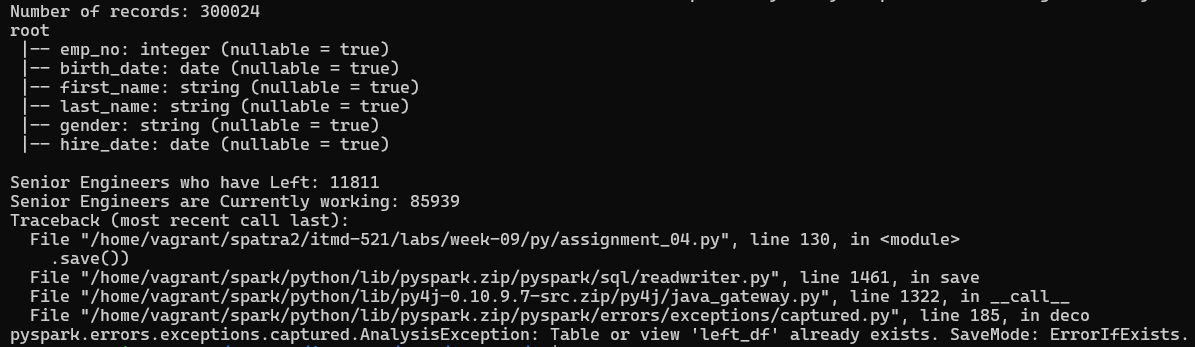 Number of records: 300024
root
 |-- emp_no: integer (nullable = true)
 |-- birth_date: date (nullable = true)
 |-- first_name: string (nullable = true)
 |-- last_name: string (nullable = true)
 |-- gender: string (nullable = true)
 |-- hire_date: date (nullable = true)

Senior Engineers who have Left: 11811
Senior Engineers are Currently working: 85939
Traceback (most recent call last):
  File "/home/vagrant/spatra2/itmd-521/labs/week-09/py/assignment_04.py", line 130, in <module>
    .save())
  File "/home/vagrant/spark/python/lib/pyspark.zip/pyspark/sql/readwriter.py", line 1461, in save
  File "/home/vagrant/spark/python/lib/py4j-0.10.9.7-src.zip/py4j/java_gateway.py", line 1322, in __call__
  File "/home/vagrant/spark/python/lib/pyspark.zip/pyspark/errors/exceptions/captured.py", line 185, in deco
pyspark.errors.exceptions.captured.AnalysisException: Table or view 'left_df' already exists. SaveMode: ErrorIfExists.